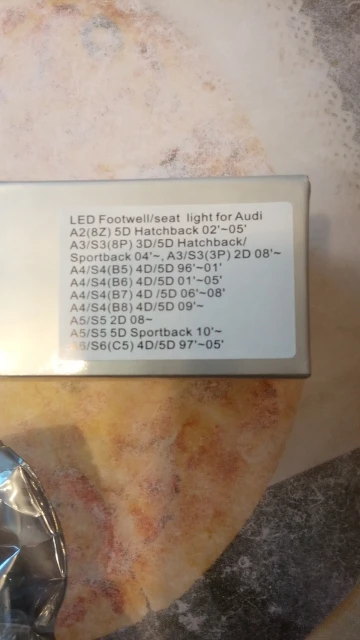 LED Footwell/seat light for Audi
A2(8Z) 5D Hatchback 02'~05'
A3/S3(8P) 3D/5D Hatchback/
Sportback 04'~, A3/S3(3P) 2D 08'~
A4/S4(B5) 4D/5D 96'~01'
A4/S4(B6) 4D/5D 01'~05'
A4/S4(B7) 4D /5D 06'~08'
A4/S4(B8) 4D/5D 09'~
A5/S5 2D 08~
A5/S5 5D Sportback 10'~
A6/S6(C5) 4D/5D 97'~05'